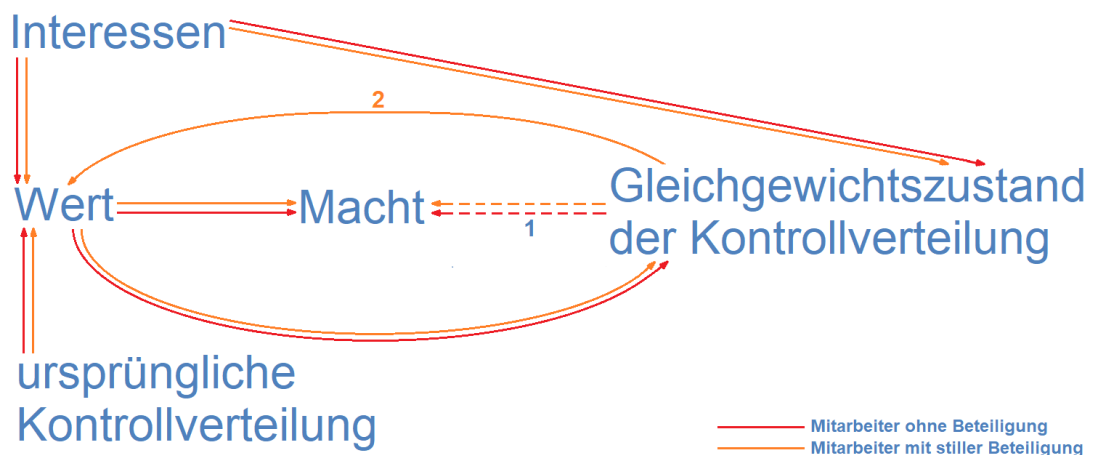 Interessen
2
Wert
Macht
1
Gleichgewichtszustand
der Kontrollverteilung
ursprüngliche
Kontrollverteilung
Mitarbeiter ohne Beteiligung
Mitarbeiter mit stiller Beteiligung